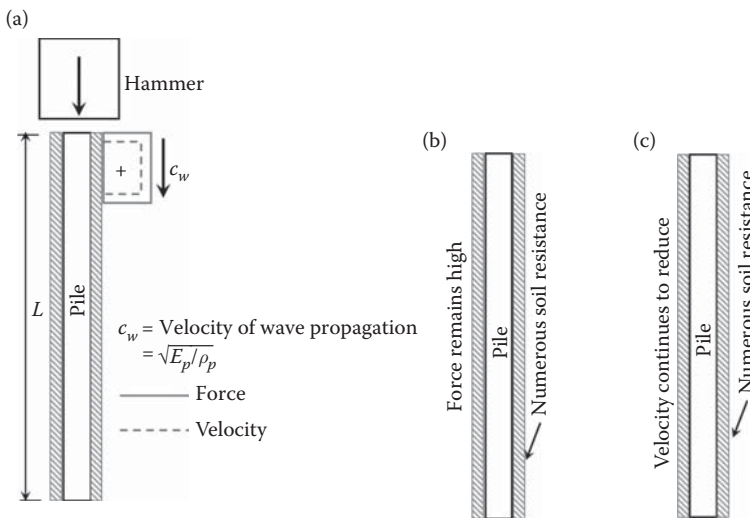 (a)
Hammer
+
c_w
L
Pile
c_w = Velocity of wave propagation
= √E_p/ρ_p
Force
Velocity
(b)
Force remains high
Pile
Numerous soil resistance
(c)
Velocity continues to reduce
Pile
Numerous soil resistance